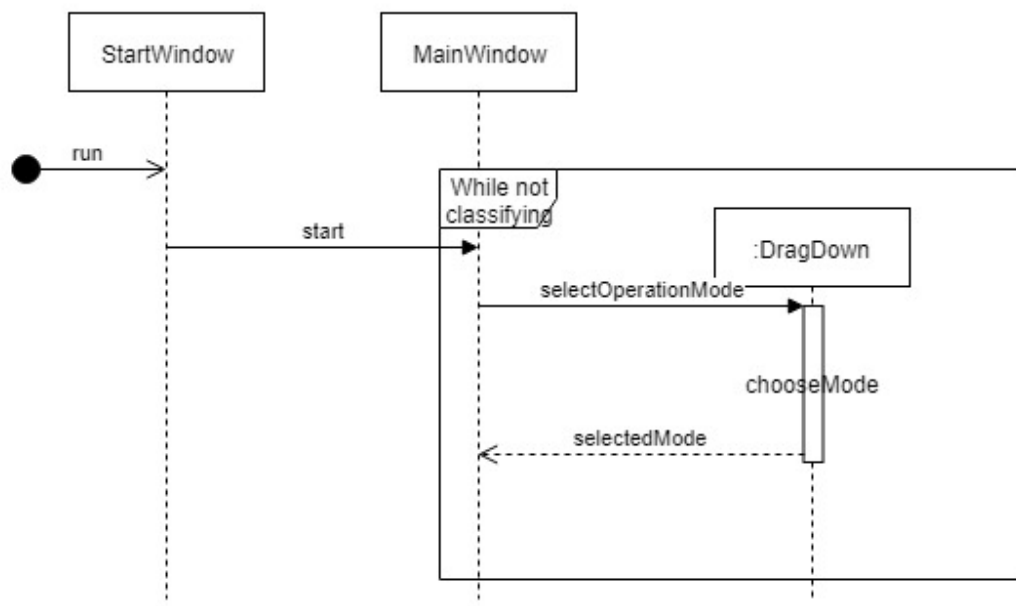 StartWindow
MainWindow
run
While not
classifying
start
:DragDown
selectOperationMode
chooseMode
selectedMode